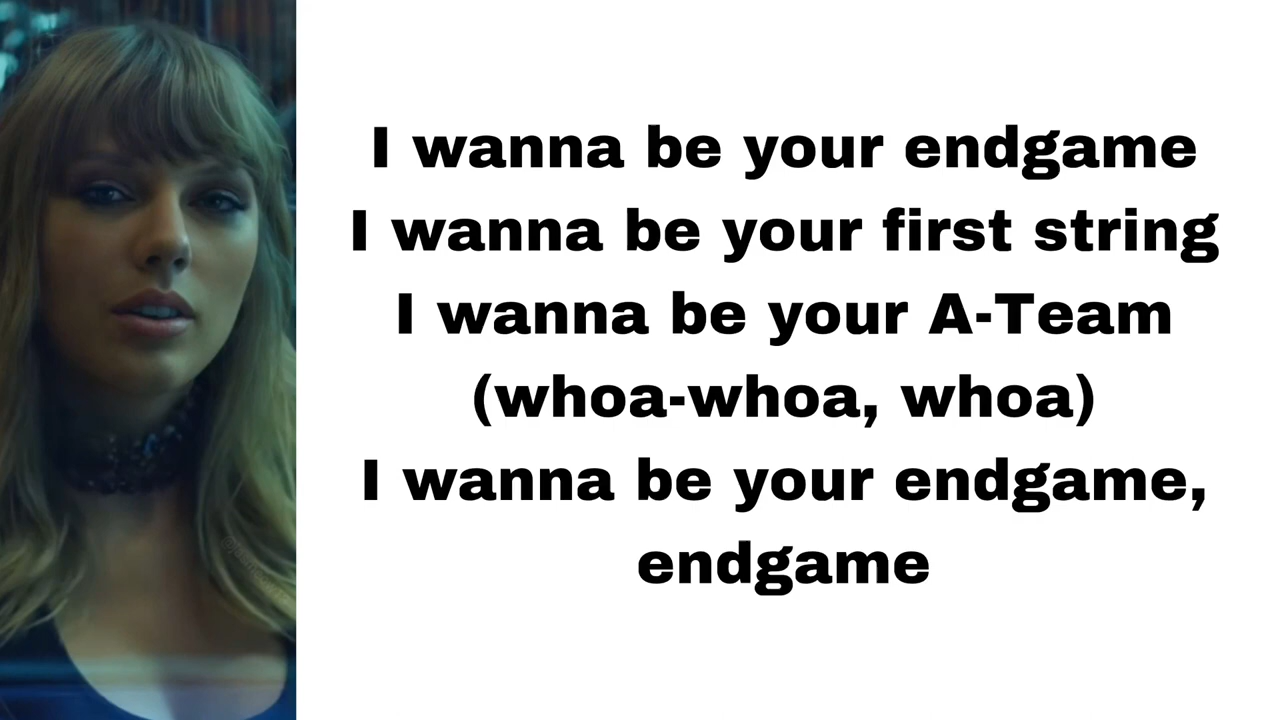 I wanna be your endgame
I wanna be your first string
I wanna be your A-Team
(whoa-whoa, whoa)
I wanna be your endgame,
endgame